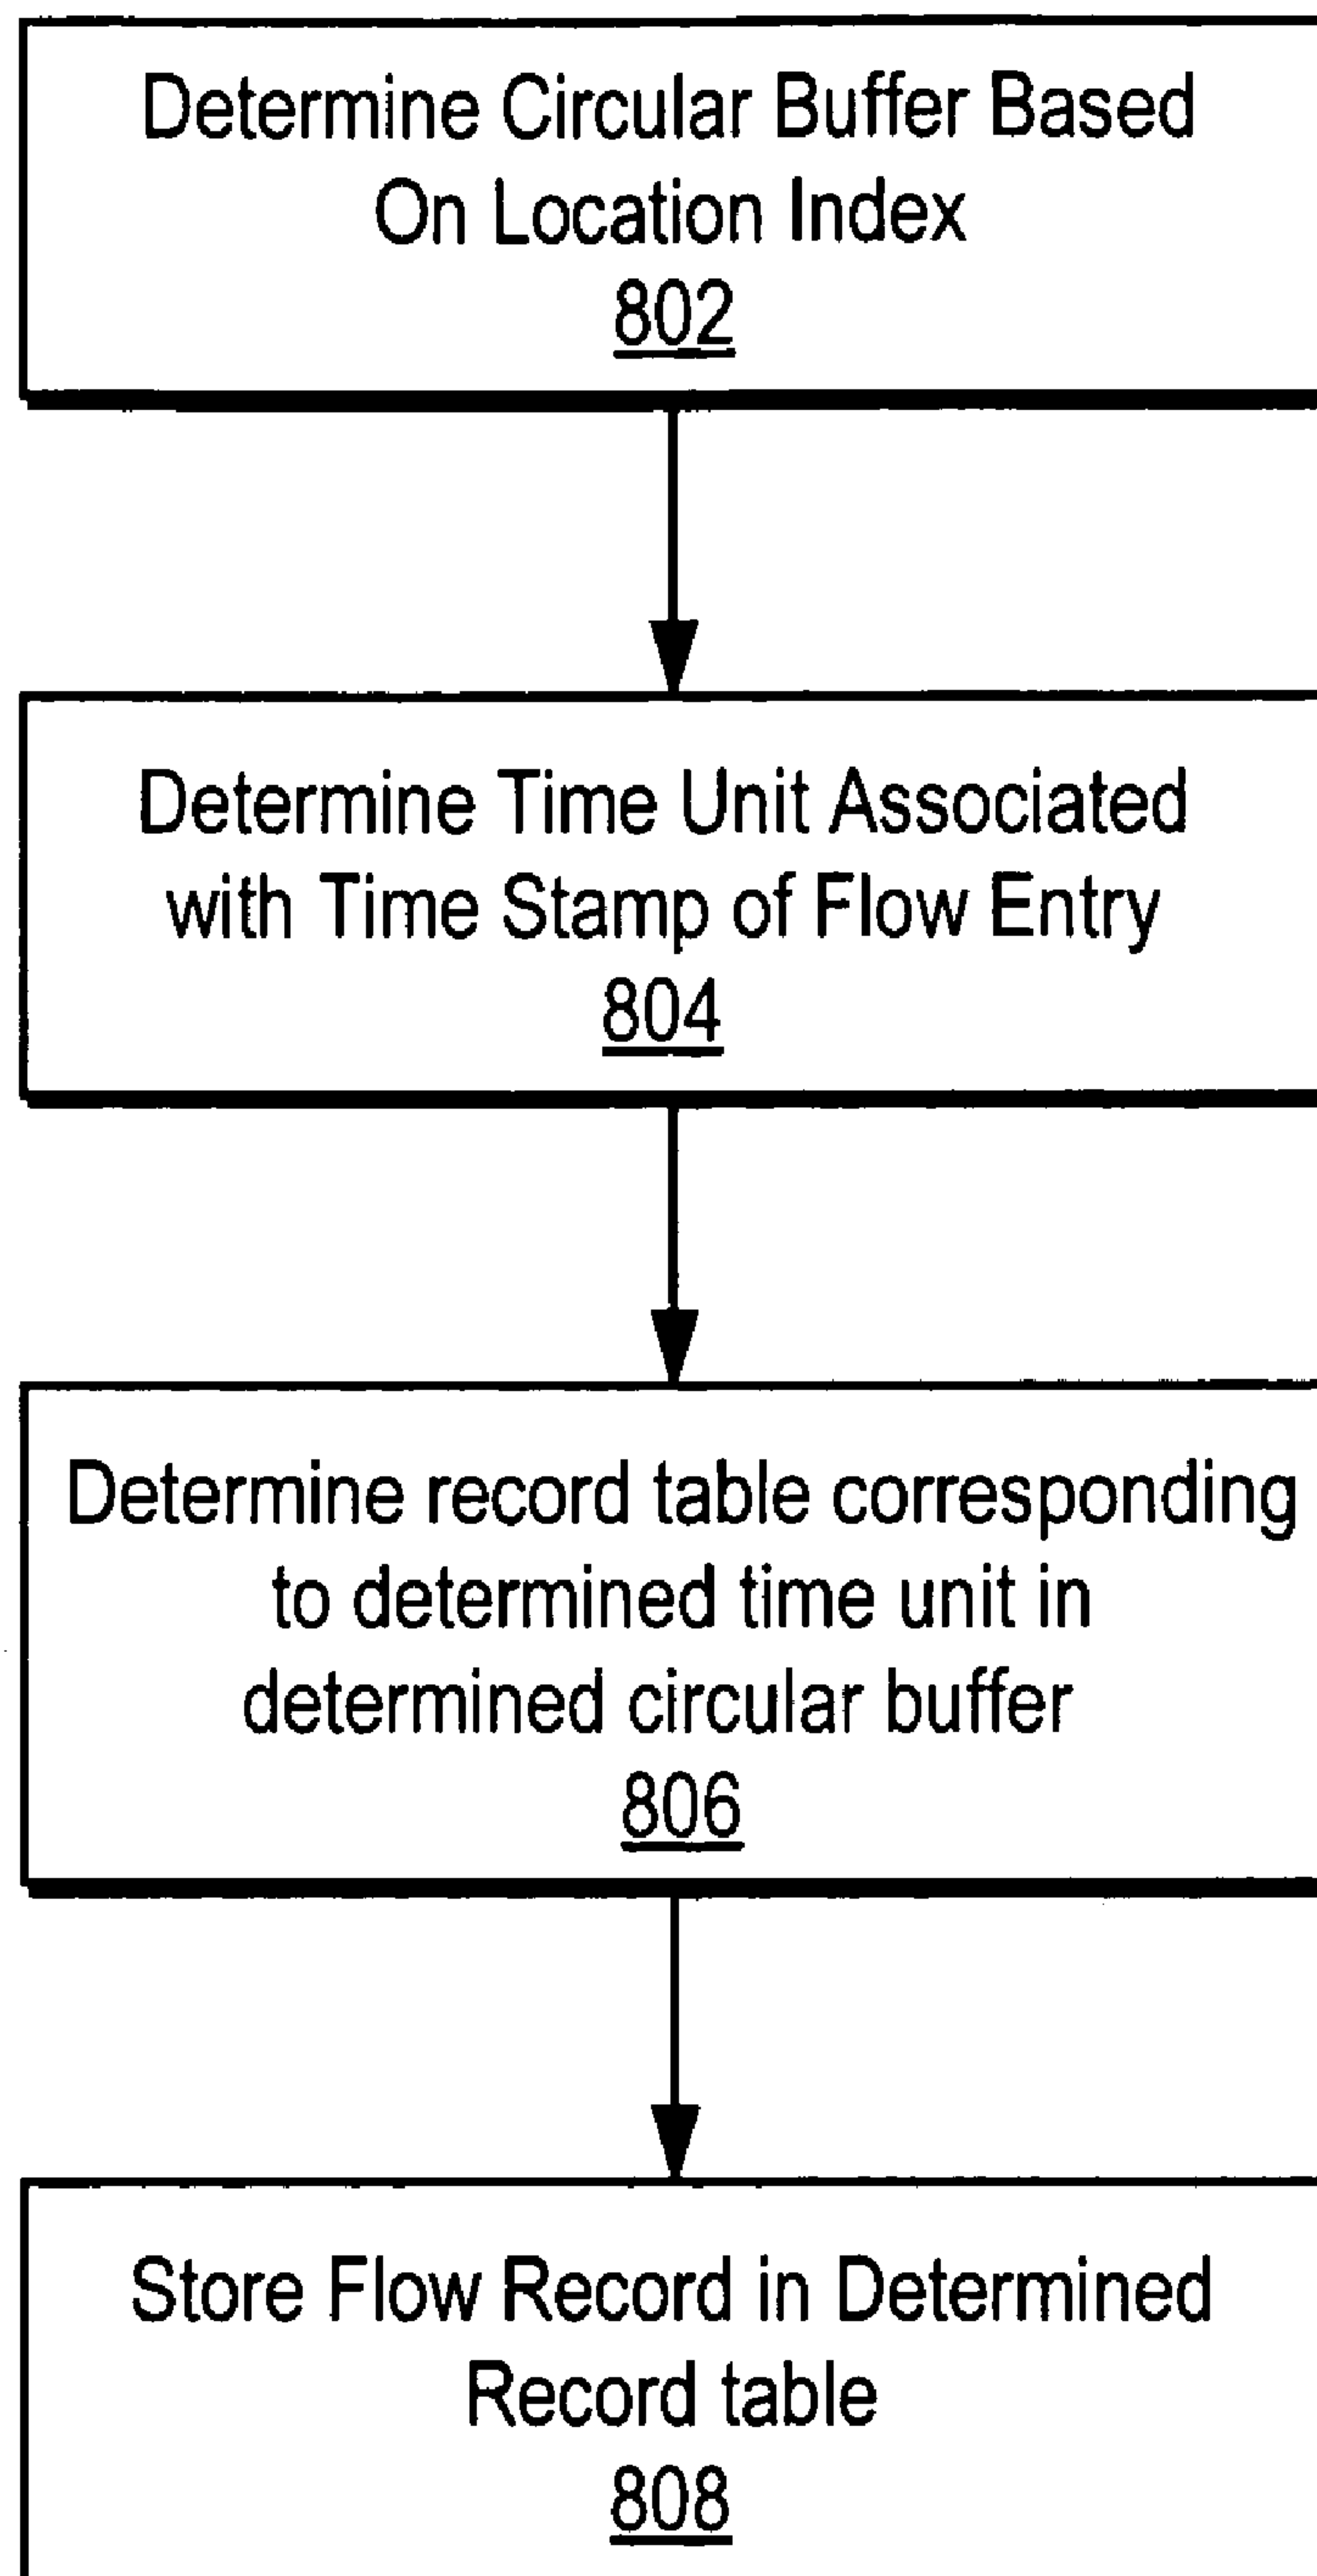 Determine Circular Buffer Based
On Location Index
802
Determine Time Unit Associated
with Time Stamp of Flow Entry
804
Determine record table corresponding
to determined time unit in
determined circular buffer
806
Store Flow Record in Determined
Record table
808